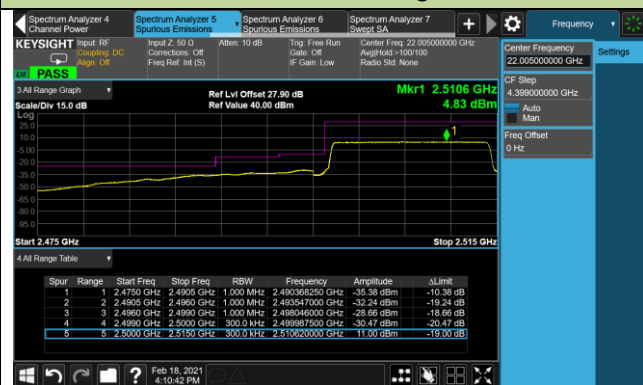 Spectrum Analyzer 4
Channel Power
Spectrum Analyzer 5
Spurious Emissions
Spectrum Analyzer 6
Spurious Emissions
Spectrum Analyzer 7
Swept SA
Frequency
KEYSIGHT
Input: RF
Coupling: DC
Align: Off
Input Z: 50 Ω
Corrections: Off
Freq Ref: Int (S)
Atten: 10 dB
Trig: Free Run
Gate: Off
IF Gain: Low
Center Freq: 22.005000000 GHz
Avg|Hold:>100/100
Radio Std: None
LXI PASS
Center Frequency
22.005000000 GHz
Settings
CF Step
4.399000000 GHz
Auto
Man
Freq Offset
0 Hz
3 All Range Graph
Scale/Div 15.0 dB
Ref Lvl Offset 27.90 dB
Ref Value 40.00 dBm
Mkr1 2.5106 GHz
4.83 dBm
Log
25.0
10.0
-5.00
-20.0
-35.0
-50.0
-65.0
-80.0
-95.0
1
Start 2.475 GHz
Stop 2.515 GHz
4 All Range Table
Spur Range Start Freq Stop Freq RBW Frequency Amplitude ΔLimit
1 1 2.4750 GHz 2.4905 GHz 1.000 MHz 2.490368250 GHz -35.38 dBm -10.38 dB
2 2 2.4905 GHz 2.4960 GHz 1.000 MHz 2.493547000 GHz -32.24 dBm -19.24 dB
3 3 2.4960 GHz 2.4990 GHz 1.000 MHz 2.498046000 GHz -28.66 dBm -18.66 dB
4 4 2.4990 GHz 2.5000 GHz 300.0 kHz 2.499987500 GHz -30.47 dBm -20.47 dB
5 5 2.5000 GHz 2.5150 GHz 300.0 kHz 2.510620000 GHz 11.00 dBm -19.00 dB
Feb 18, 2021
4:10:42 PM